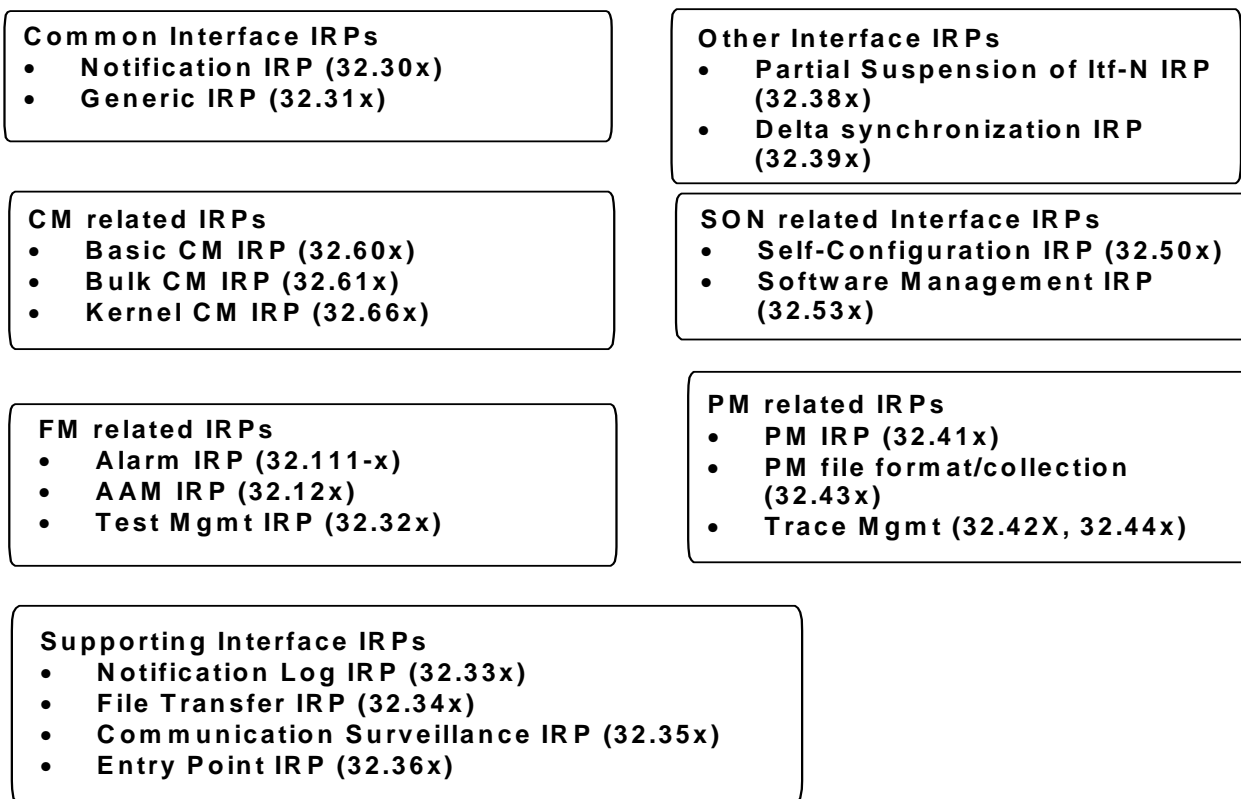 Common Interface IRPs
• Notification IRP (32.30x)
• Generic IRP (32.31x)
Other Interface IRPs
• Partial Suspension of Itf-N IRP
(32.38x)
• Delta synchronization IRP
(32.39x)
CM related IRPs
• Basic CM IRP (32.60x)
• Bulk CM IRP (32.61x)
• Kernel CM IRP (32.66x)
SON related Interface IRPs
• Self-Configuration IRP (32.50x)
• Software Management IRP
(32.53x)
FM related IRPs
• Alarm IRP (32.111-x)
• AAM IRP (32.12x)
• Test Mgmt IRP (32.32x)
PM related IRPs
• PM IRP (32.41x)
• PM file format/collection
(32.43x)
• Trace Mgmt (32.42X, 32.44x)
Supporting Interface IRPs
• Notification Log IRP (32.33x)
• File Transfer IRP (32.34x)
• Communication Surveillance IRP (32.35x)
• Entry Point IRP (32.36x)